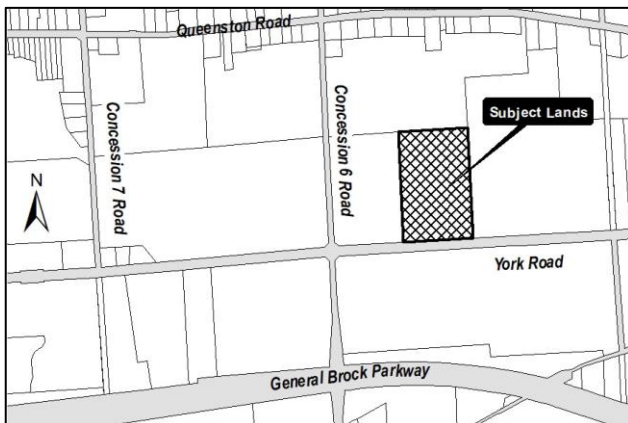 Queenston Road
Subject Lands
Concession 7 Road
Concession 6 Road
N
York Road
General Brock Parkway